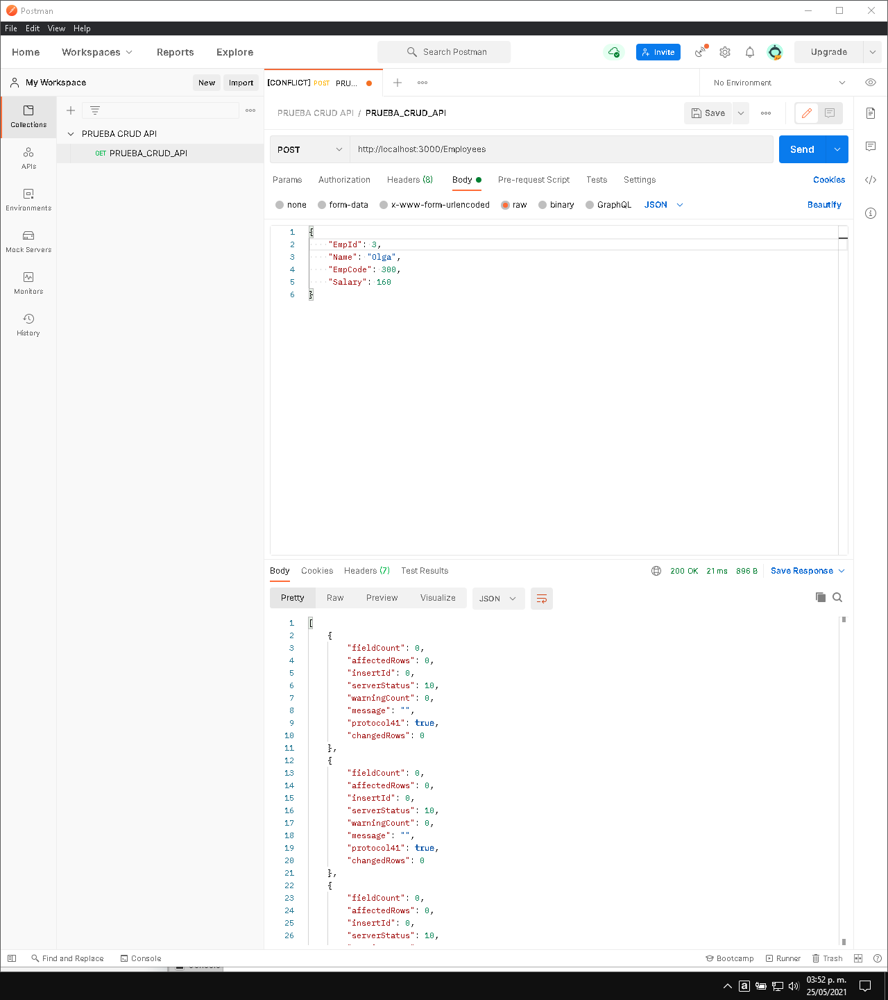 Postman
File Edit View Help
Home Workspaces Reports Explore Search Postman Invite Upgrade
My Workspace New Import [CONFLICT] POST PRU... No Environment
Collections
APIs
Environments
Mock Servers
Monitors
History
PRUEBA CRUD API
GET PRUEBA_CRUD_API
PRUEBA CRUD API / PRUEBA_CRUD_API Save
POST http://localhost:3000/Employees Send
Params Authorization Headers (8) Body Pre-request Script Tests Settings Cookies
none form-data x-www-form-urlencoded raw binary GraphQL JSON Beautify
1 {
2 "EmpId": 3,
3 "Name": "Olga",
4 "EmpCode": 300,
5 "Salary": 160
6 }
Body Cookies Headers (7) Test Results 200 OK 21 ms 896 B Save Response
Pretty Raw Preview Visualize JSON
1 [
2 {
3 "fieldCount": 0,
4 "affectedRows": 0,
5 "insertId": 0,
6 "serverStatus": 10,
7 "warningCount": 0,
8 "message": "",
9 "protocol41": true,
10 "changedRows": 0
11 },
12 {
13 "fieldCount": 0,
14 "affectedRows": 0,
15 "insertId": 0,
16 "serverStatus": 10,
17 "warningCount": 0,
18 "message": "",
19 "protocol41": true,
20 "changedRows": 0
21 },
22 {
23 "fieldCount": 0,
24 "affectedRows": 0,
25 "insertId": 0,
26 "serverStatus": 10,
Find and Replace Console Bootcamp Runner Trash
Console
03:52 p. m.
25/05/2021